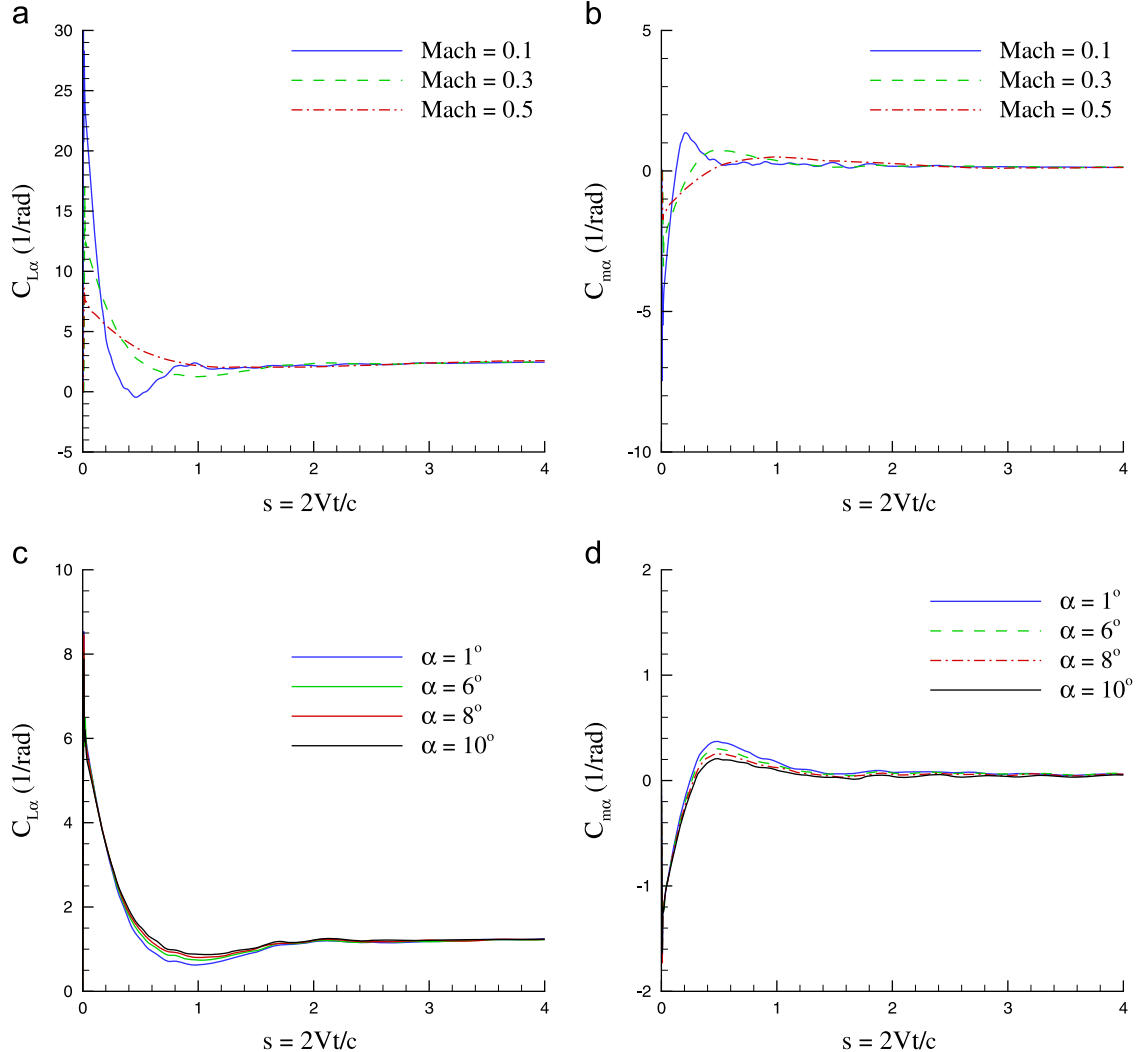 a
30
25
20
15
10
5
0
-5
C_Lα (1/rad)
Mach = 0.1
Mach = 0.3
Mach = 0.5
0 1 2 3 4
s = 2Vt/c
b
5
0
-5
-10
C_mα (1/rad)
Mach = 0.1
Mach = 0.3
Mach = 0.5
0 1 2 3 4
s = 2Vt/c
c
10
8
6
4
2
0
C_Lα (1/rad)
α = 1°
α = 6°
α = 8°
α = 10°
0 1 2 3 4
s = 2Vt/c
d
2
1
0
-1
-2
C_mα (1/rad)
α = 1°
α = 6°
α = 8°
α = 10°
0 1 2 3 4
s = 2Vt/c